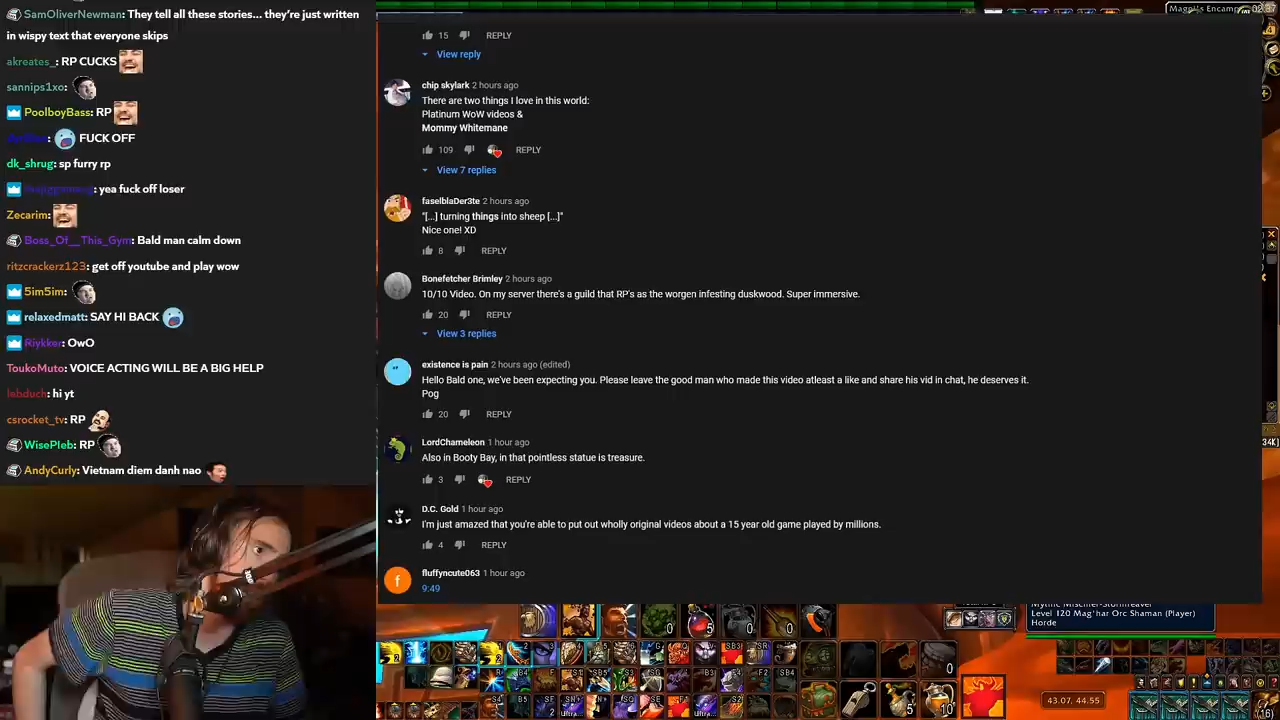 SamOliverNewman: They tell all these stories... they're just written
in wispy text that everyone skips
akreates_: RP CUCKS
sannips1xo:
PoolboyBass: RP
FUCK OFF
dk_shrug: sp furry rp
: yea fuck off loser
Zecarim:
Boss_Of__This_Gym: Bald man calm down
ritzcrackerz123: get off youtube and play wow
5im5im:
relaxedmatt: SAY HI BACK
Riykker: OwO
ToukoMuto: VOICE ACTING WILL BE A BIG HELP
lebduch: hi yt
csrocket_tv: RP
WisePleb: RP
AndyCurly: Vietnam diem danh nao
15 REPLY
View reply
chip skylark 2 hours ago
There are two things I love in this world:
Platinum WoW videos &
Mommy Whitemane
109 REPLY
View 7 replies
faselblaDer3te 2 hours ago
"[...] turning things into sheep [...]"
Nice one! XD
8 REPLY
Bonefetcher Brimley 2 hours ago
10/10 Video. On my server there's a guild that RP's as the worgen infesting duskwood. Super immersive.
20 REPLY
View 3 replies
existence is pain 2 hours ago (edited)
Hello Bald one, we've been expecting you. Please leave the good man who made this video atleast a like and share his vid in chat, he deserves it.
Pog
20 REPLY
LordChameleon 1 hour ago
Also in Booty Bay, in that pointless statue is treasure.
3 REPLY
D.C. Gold 1 hour ago
I'm just amazed that you're able to put out wholly original videos about a 15 year old game played by millions.
4 REPLY
f
fluffyncute063 1 hour ago
9:49
Level 120 Mag'har Orc Shaman (Player)
Horde
43.07, 44.55